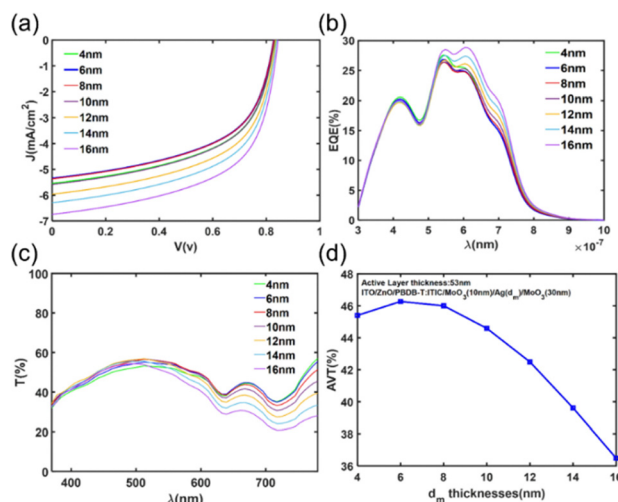 (a)
0
-1
-2
-3
-4
-5
-6
-7
J(mA/cm²)
4nm
6nm
8nm
10nm
12nm
14nm
16nm
0 0.2 0.4 0.6 0.8 1
V(v)
(b)
30
25
20
15
10
5
0
EQE(%)
4nm
6nm
8nm
10nm
12nm
14nm
16nm
3 4 5 6 7 8 9 10
×10⁻⁷
λ(nm)
(c)
100
80
60
40
20
0
T(%)
4nm
6nm
8nm
10nm
12nm
14nm
16nm
400 500 600 700
λ(nm)
(d)
48
46
44
42
40
38
36
AVT(%)
Active Layer thickness:53nm
ITO/ZnO/PBDB-T:ITIC/MoO₃(10nm)/Ag(dₘ)/MoO₃(30nm)
4 6 8 10 12 14 16
dₘ thicknesses(nm)